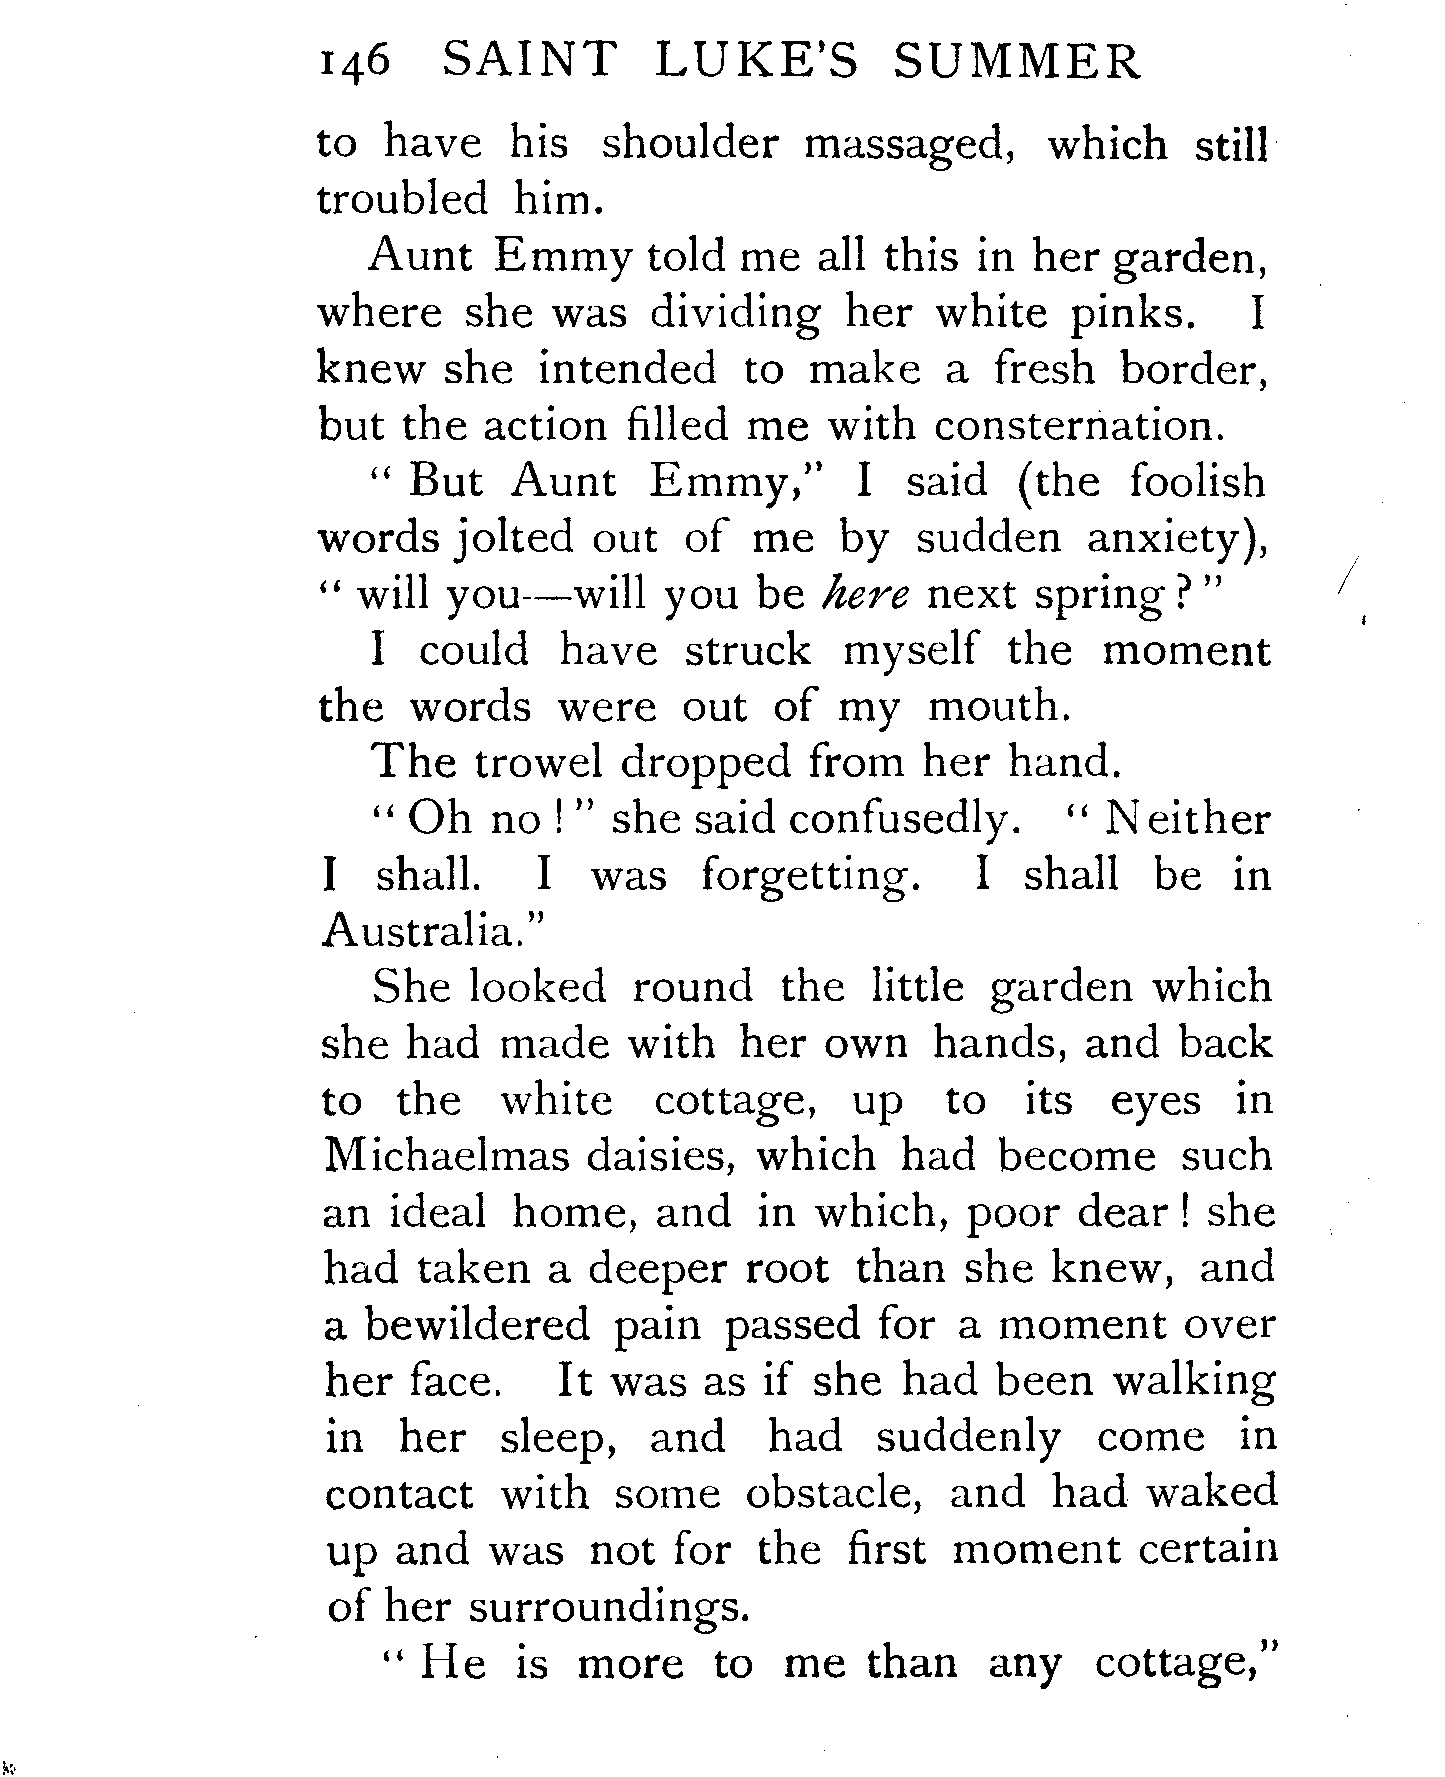 146 SAINT LUKE'S SUMMER
to have his shoulder massaged, which still
troubled him.
Aunt Emmy told me all this in her garden,
where she was dividing her white pinks. I
knew she intended to make a fresh border,
but the action filled me with consternation.
" But Aunt Emmy," I said (the foolish
words jolted out of me by sudden anxiety),
" will you—will you be here next spring ? "
I could have struck myself the moment
the words were out of my mouth.
The trowel dropped from her hand.
" Oh no ! " she said confusedly. " Neither
I shall. I was forgetting. I shall be in
Australia."
She looked round the little garden which
she had made with her own hands, and back
to the white cottage, up to its eyes in
Michaelmas daisies, which had become such
an ideal home, and in which, poor dear ! she
had taken a deeper root than she knew, and
a bewildered pain passed for a moment over
her face. It was as if she had been walking
in her sleep, and had suddenly come in
contact with some obstacle, and had waked
up and was not for the first moment certain
of her surroundings.
" He is more to me than any cottage,"